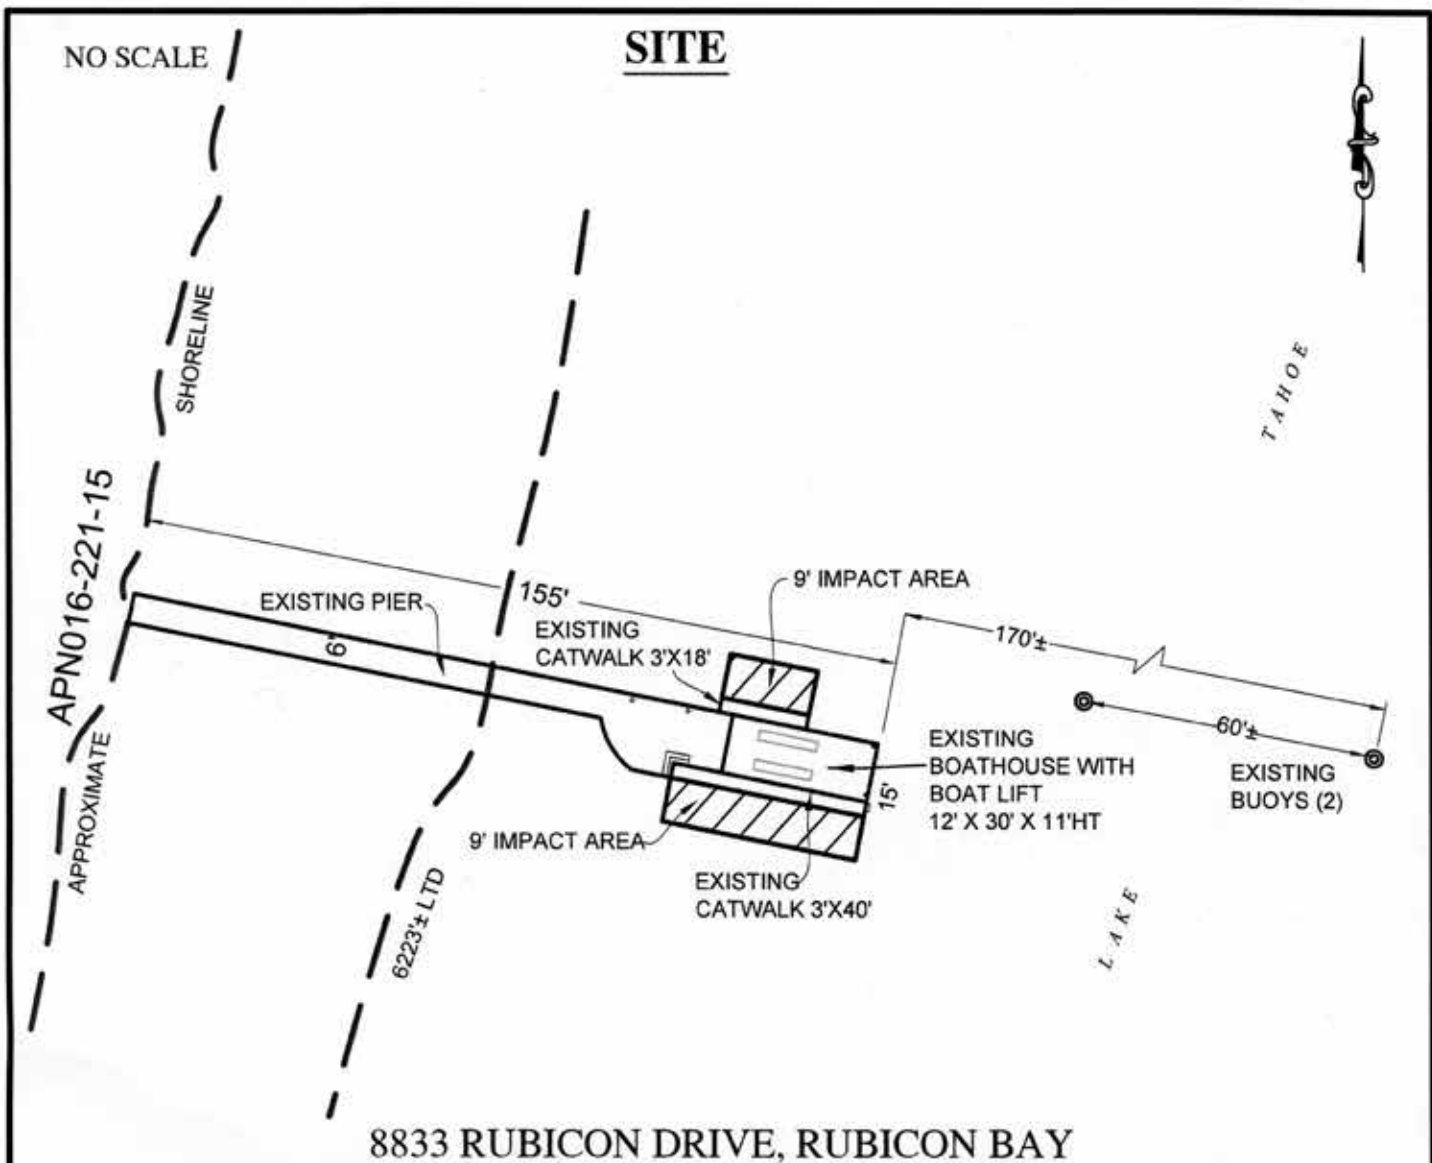 NO SCALE
SITE
SHORELINE
TAHOE
APN016-221-15
155'
9' IMPACT AREA
EXISTING PIER
6'
EXISTING
CATWALK 3'X18'
170'±
60'±
EXISTING
BUOYS (2)
EXISTING
BOATHOUSE WITH
BOAT LIFT
12' X 30' X 11'HT
15'
APPROXIMATE
9' IMPACT AREA
EXISTING
CATWALK 3'X40'
6223'± LTD
LAKE
8833 RUBICON DRIVE, RUBICON BAY